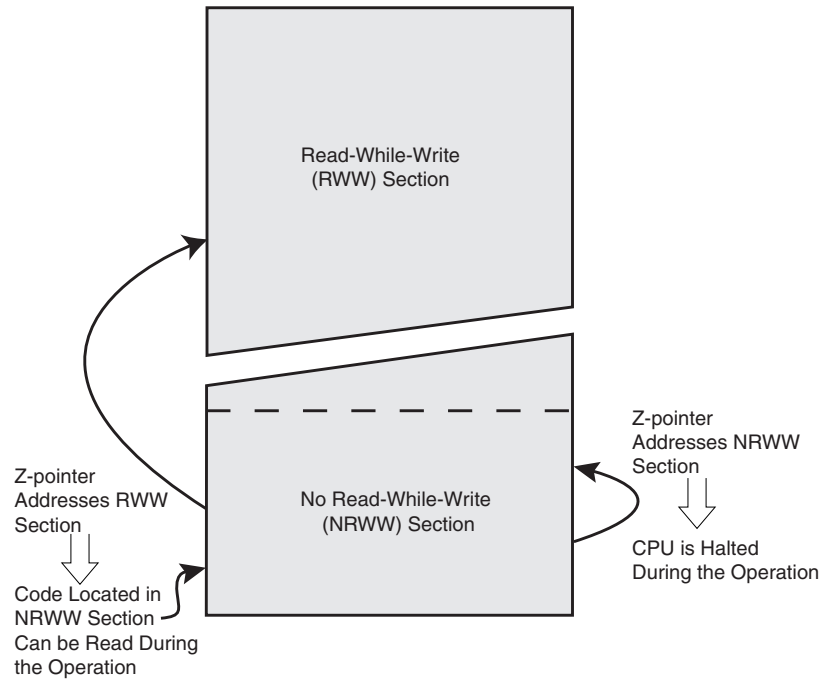 Read-While-Write
(RWW) Section
Z-pointer
Addresses RWW
Section
Code Located in
NRWW Section
Can be Read During
the Operation
No Read-While-Write
(NRWW) Section
Z-pointer
Addresses NRWW
Section
CPU is Halted
During the Operation